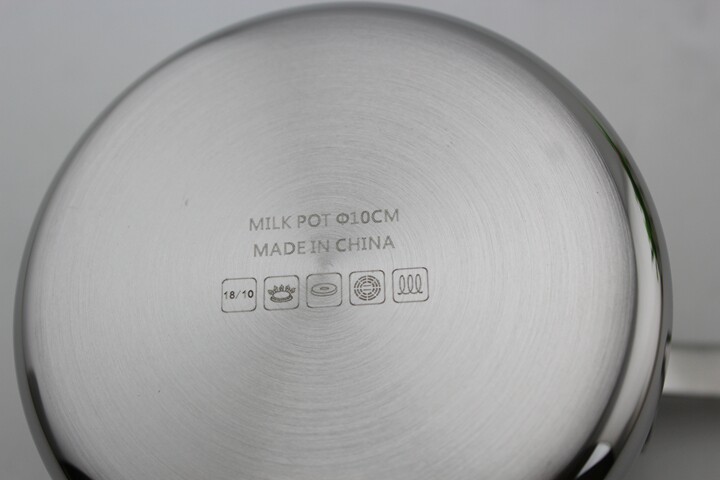 MILK POT Φ10CM
MADE IN CHINA
18/10